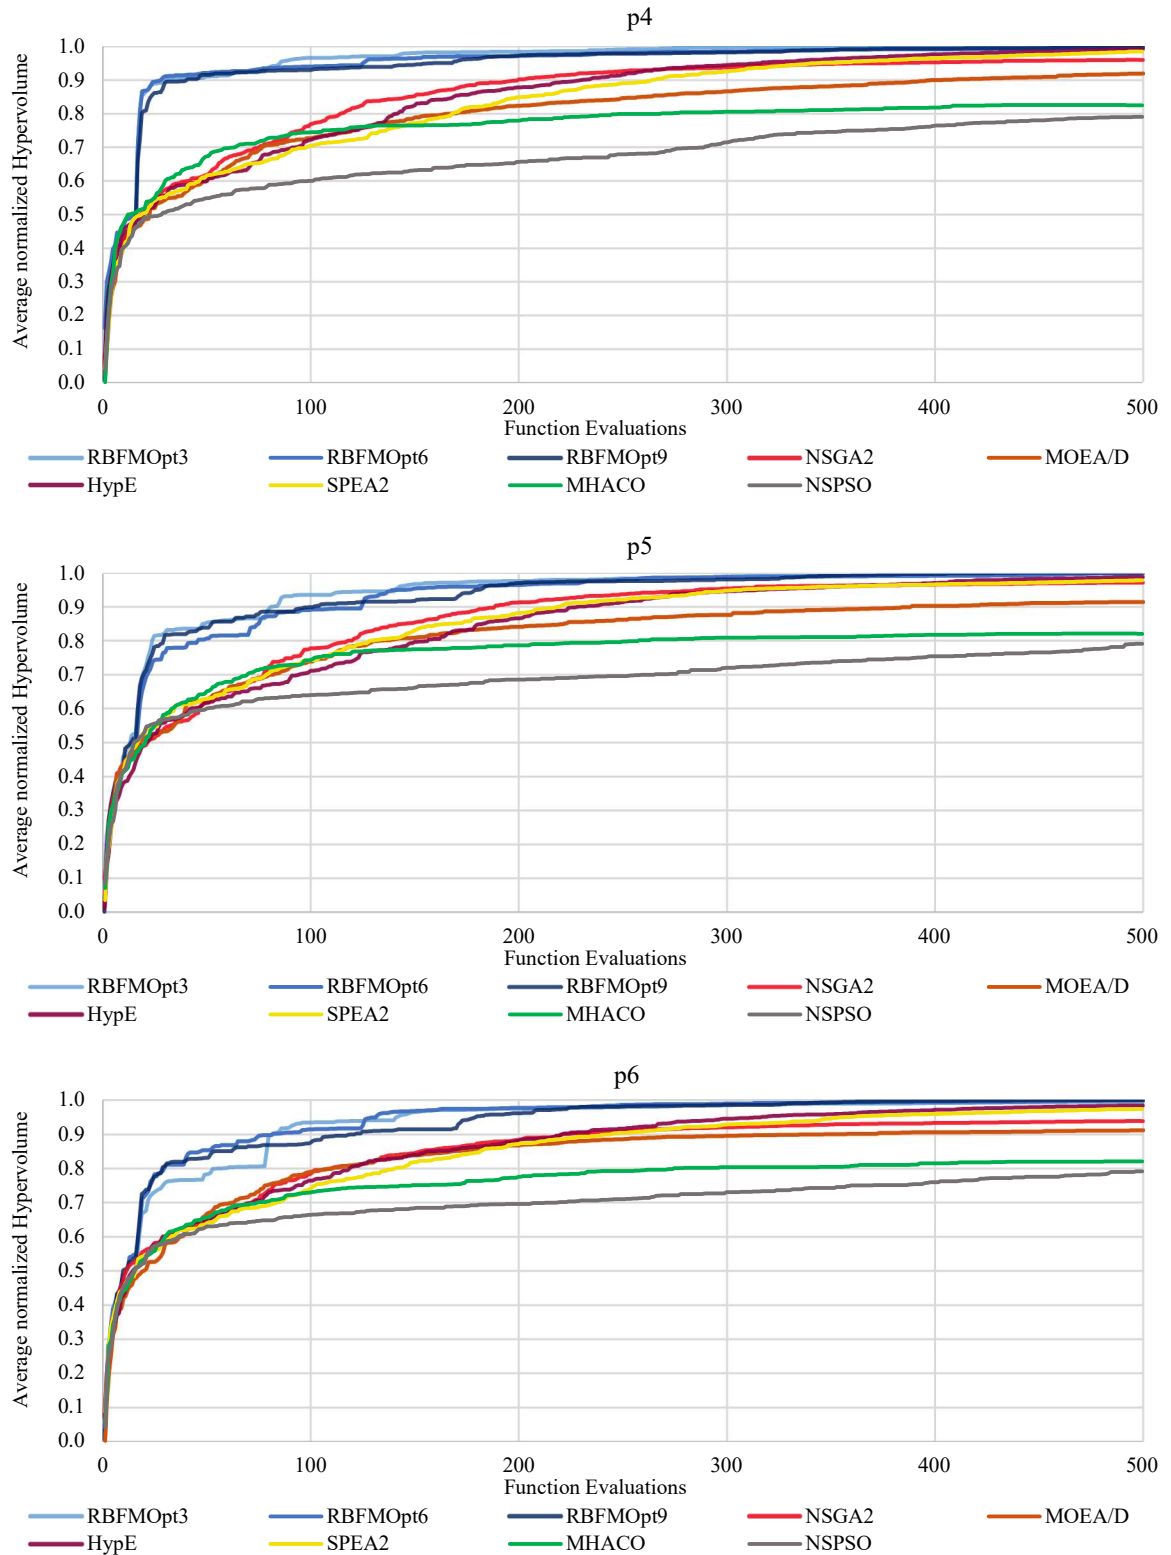 p4
Average normalized Hypervolume
1.0
0.9
0.8
0.7
0.6
0.5
0.4
0.3
0.2
0.1
0.0
0 100 200 300 400 500
Function Evaluations
RBFMOpt3 RBFMOpt6 RBFMOpt9 NSGA2 MOEA/D
HypE SPEA2 MHACO NSPSO
p5
Average normalized Hypervolume
1.0
0.9
0.8
0.7
0.6
0.5
0.4
0.3
0.2
0.1
0.0
0 100 200 300 400 500
Function Evaluations
RBFMOpt3 RBFMOpt6 RBFMOpt9 NSGA2 MOEA/D
HypE SPEA2 MHACO NSPSO
p6
Average normalized Hypervolume
1.0
0.9
0.8
0.7
0.6
0.5
0.4
0.3
0.2
0.1
0.0
0 100 200 300 400 500
Function Evaluations
RBFMOpt3 RBFMOpt6 RBFMOpt9 NSGA2 MOEA/D
HypE SPEA2 MHACO NSPSO